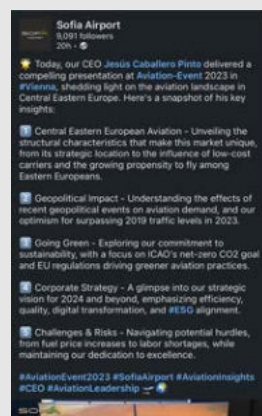 Sofia Airport
9,091 followers
20h •
Today, our CEO Jesús Caballero Pinto delivered a
compelling presentation at Aviation-Event 2023 in
#Vienna, shedding light on the aviation landscape in
Central Eastern Europe. Here's a snapshot of his key
insights:
1 Central Eastern European Aviation - Unveiling the
structural characteristics that make this market unique,
from its strategic location to the influence of low-cost
carriers and the growing propensity to fly among
Eastern Europeans.
2 Geopolitical Impact - Understanding the effects of
recent geopolitical events on aviation demand, and our
optimism for surpassing 2019 traffic levels in 2023.
3 Going Green - Exploring our commitment to
sustainability, with a focus on ICAO's net-zero CO2 goal
and EU regulations driving greener aviation practices.
4 Corporate Strategy - A glimpse into our strategic
vision for 2024 and beyond, emphasizing efficiency,
quality, digital transformation, and #ESG alignment.
5 Challenges & Risks - Navigating potential hurdles,
from fuel price increases to labor shortages, while
maintaining our dedication to excellence.
#AviationEvent2023 #SofiaAirport #AviationInsights
#CEO #AviationLeadership